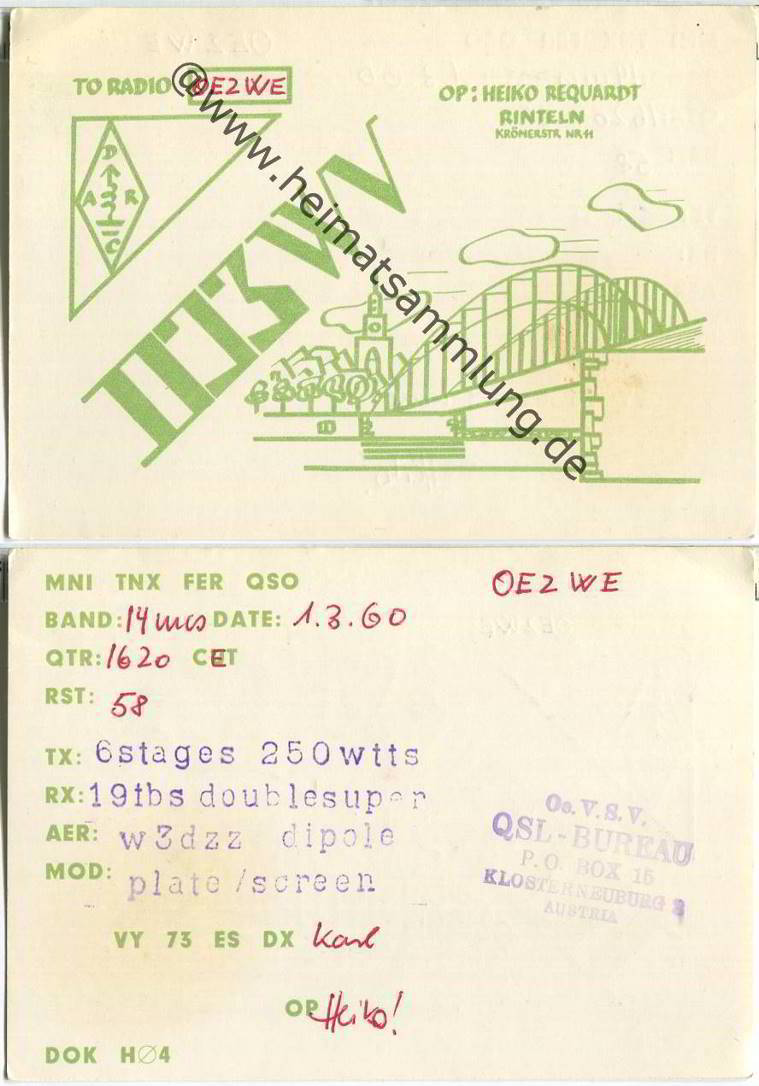 TO RADIO OE2WE
OP: HEIKO REQUARDT
RINTELN
KRÖNERSTR. NR. 11
D
A R
C
DJ3WV
@www.heimatsammlung.de
MNI TNX FER QSO
OE2WE
BAND: 14 mcs DATE: 1.3.60
QTR: 1620 CET
RST: 58
TX: 6stages 250wtts
RX: 19tbs doublesuper
AER: w3dzz dipole
MOD: plate/screen
Oe. V. S. V.
QSL-BUREAU
P. O. BOX 15
KLOSTERNEUBURG 2
AUSTRIA
VY 73 ES DX Karl
OP Heiko!
DOK HØ4